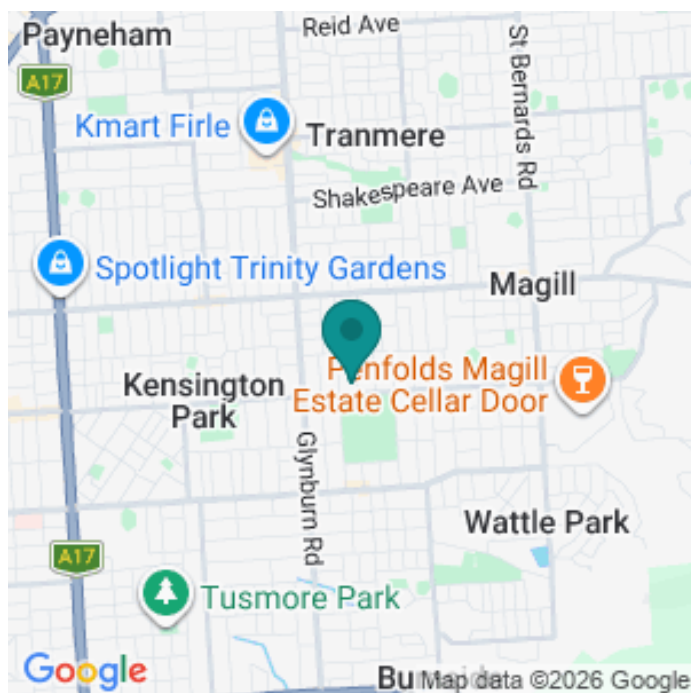 Reid Ave
Payneham
St Bernards Rd
A17
Kmart Firle
Tranmere
Shakespeare Ave
Spotlight Trinity Gardens
Magill
Penfolds Magill
Estate Cellar Door
Kensington
Park
Glynburn Rd
Wattle Park
A17
Tusmore Park
Google
Map data ©2026 Google